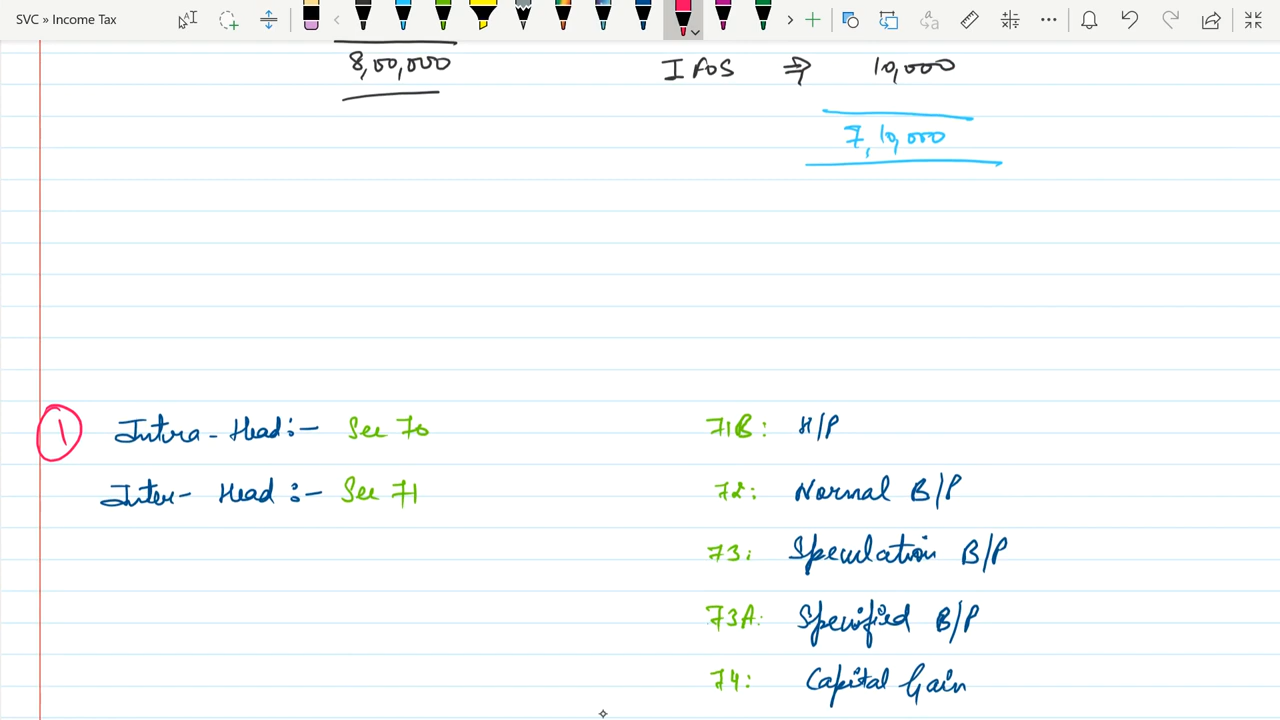 SVC » Income Tax
8,00,000
IFOS ⇒ 10,000
7,10,000
1 Intra-Head:- Sec 70
Inter-Head :- Sec 71
71B: H/P
72: Normal B/P
73: Speculation B/P
73A: Specified B/P
74: Capital Gain